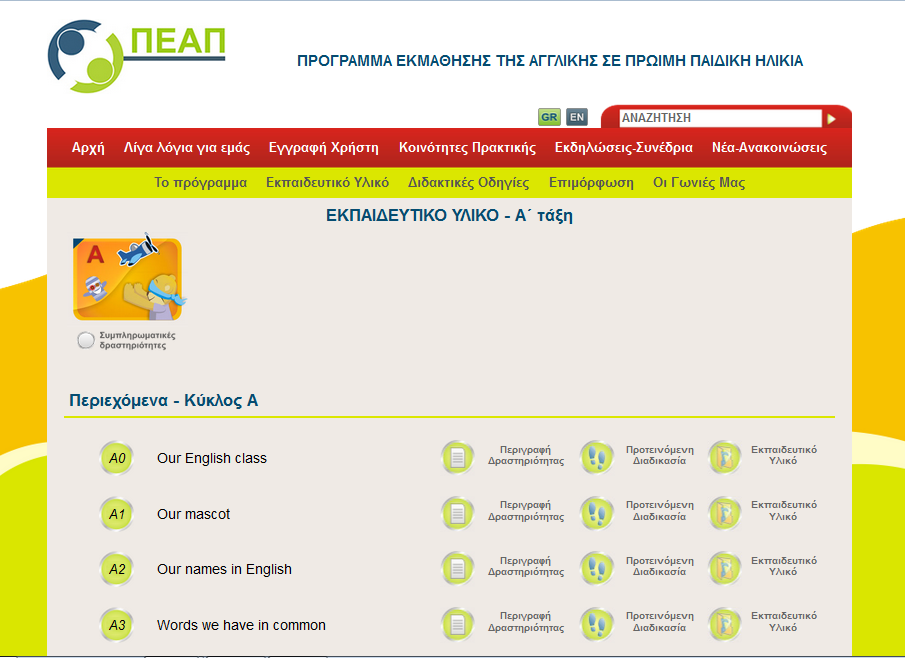 ΠΕΑΠ
ΠΡΟΓΡΑΜΜΑ ΕΚΜΑΘΗΣΗΣ ΤΗΣ ΑΓΓΛΙΚΗΣ ΣΕ ΠΡΩΙΜΗ ΠΑΙΔΙΚΗ ΗΛΙΚΙΑ
GR EN ΑΝΑΖΗΤΗΣΗ
Αρχή Λίγα λόγια για εμάς Εγγραφή Χρήστη Κοινότητες Πρακτικής Εκδηλώσεις-Συνέδρια Νέα-Ανακοινώσεις
Το πρόγραμμα Εκπαιδευτικό Υλικό Διδακτικές Οδηγίες Επιμόρφωση Οι Γωνιές Μας
ΕΚΠΑΙΔΕΥΤΙΚΟ ΥΛΙΚΟ - Α΄ τάξη
Α
Συμπληρωματικές
δραστηριότητες
Περιεχόμενα - Κύκλος Α
A0 Our English class Περιγραφή Δραστηριότητας Προτεινόμενη Διαδικασία Εκπαιδευτικό Υλικό
A1 Our mascot Περιγραφή Δραστηριότητας Προτεινόμενη Διαδικασία Εκπαιδευτικό Υλικό
A2 Our names in English Περιγραφή Δραστηριότητας Προτεινόμενη Διαδικασία Εκπαιδευτικό Υλικό
A3 Words we have in common Περιγραφή Δραστηριότητας Προτεινόμενη Διαδικασία Εκπαιδευτικό Υλικό